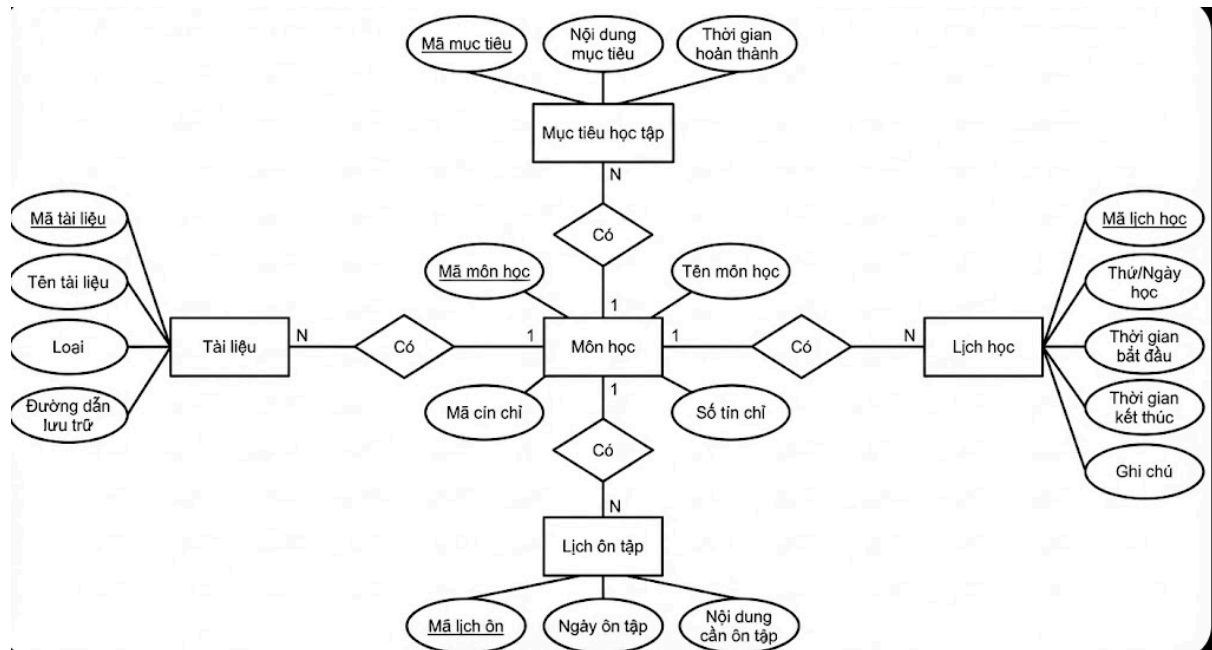 Mã mục tiêu
Nội dung
mục tiêu
Thời gian
hoàn thành
Mục tiêu học tập
N
Có
Mã tài liệu
Tên tài liệu
Loại
Đường dẫn
lưu trữ
Tài liệu
N
Có
1
Mã môn học
Tên môn học
1
Môn học
1
Mã cín chỉ
Số tín chỉ
1
Có
N
Lịch học
Mã lịch học
Thứ/Ngày
học
Thời gian
bắt đầu
Thời gian
kết thúc
Ghi chú
Có
N
Lịch ôn tập
Mã lịch ôn
Ngày ôn tập
Nội dung
cần ôn tập